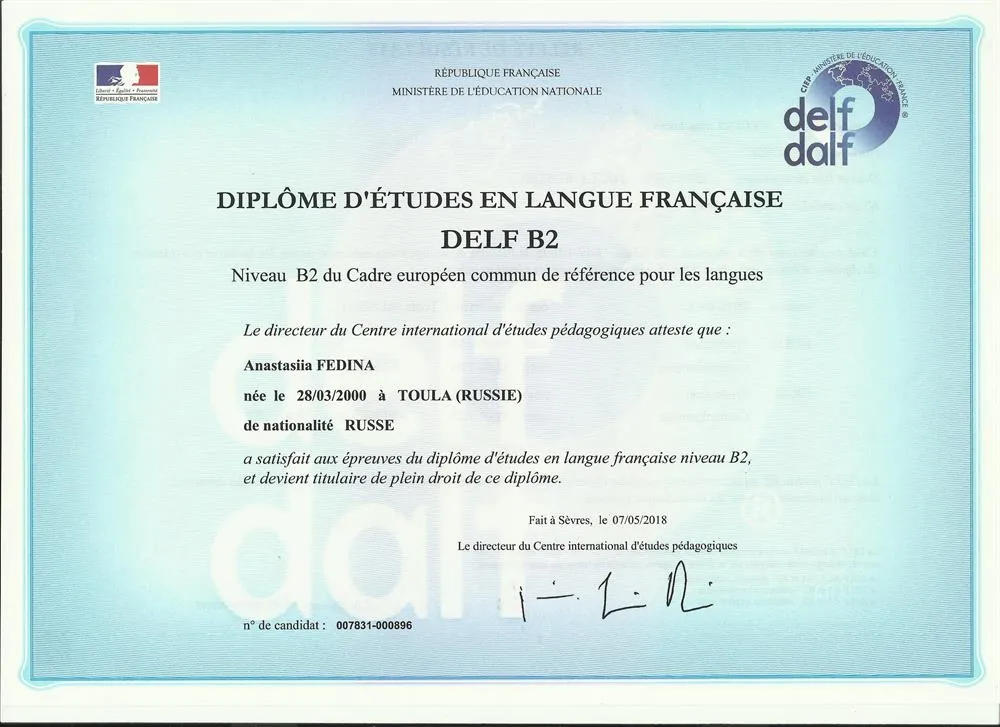 Liberté • Égalité • Fraternité
RÉPUBLIQUE FRANÇAISE
RÉPUBLIQUE FRANÇAISE
MINISTÈRE DE L'ÉDUCATION NATIONALE
CIEP - MINISTÈRE DE L'ÉDUCATION - FRANCE ®
delf
dalf
DIPLÔME D'ÉTUDES EN LANGUE FRANÇAISE
DELF B2
Niveau B2 du Cadre européen commun de référence pour les langues
Le directeur du Centre international d'études pédagogiques atteste que :
Anastasiia FEDINA
née le 28/03/2000 à TOULA (RUSSIE)
de nationalité RUSSE
a satisfait aux épreuves du diplôme d'études en langue française niveau B2,
et devient titulaire de plein droit de ce diplôme.
Fait à Sèvres, le 07/05/2018
Le directeur du Centre international d'études pédagogiques
n° de candidat : 007831-000896
delf
dalf